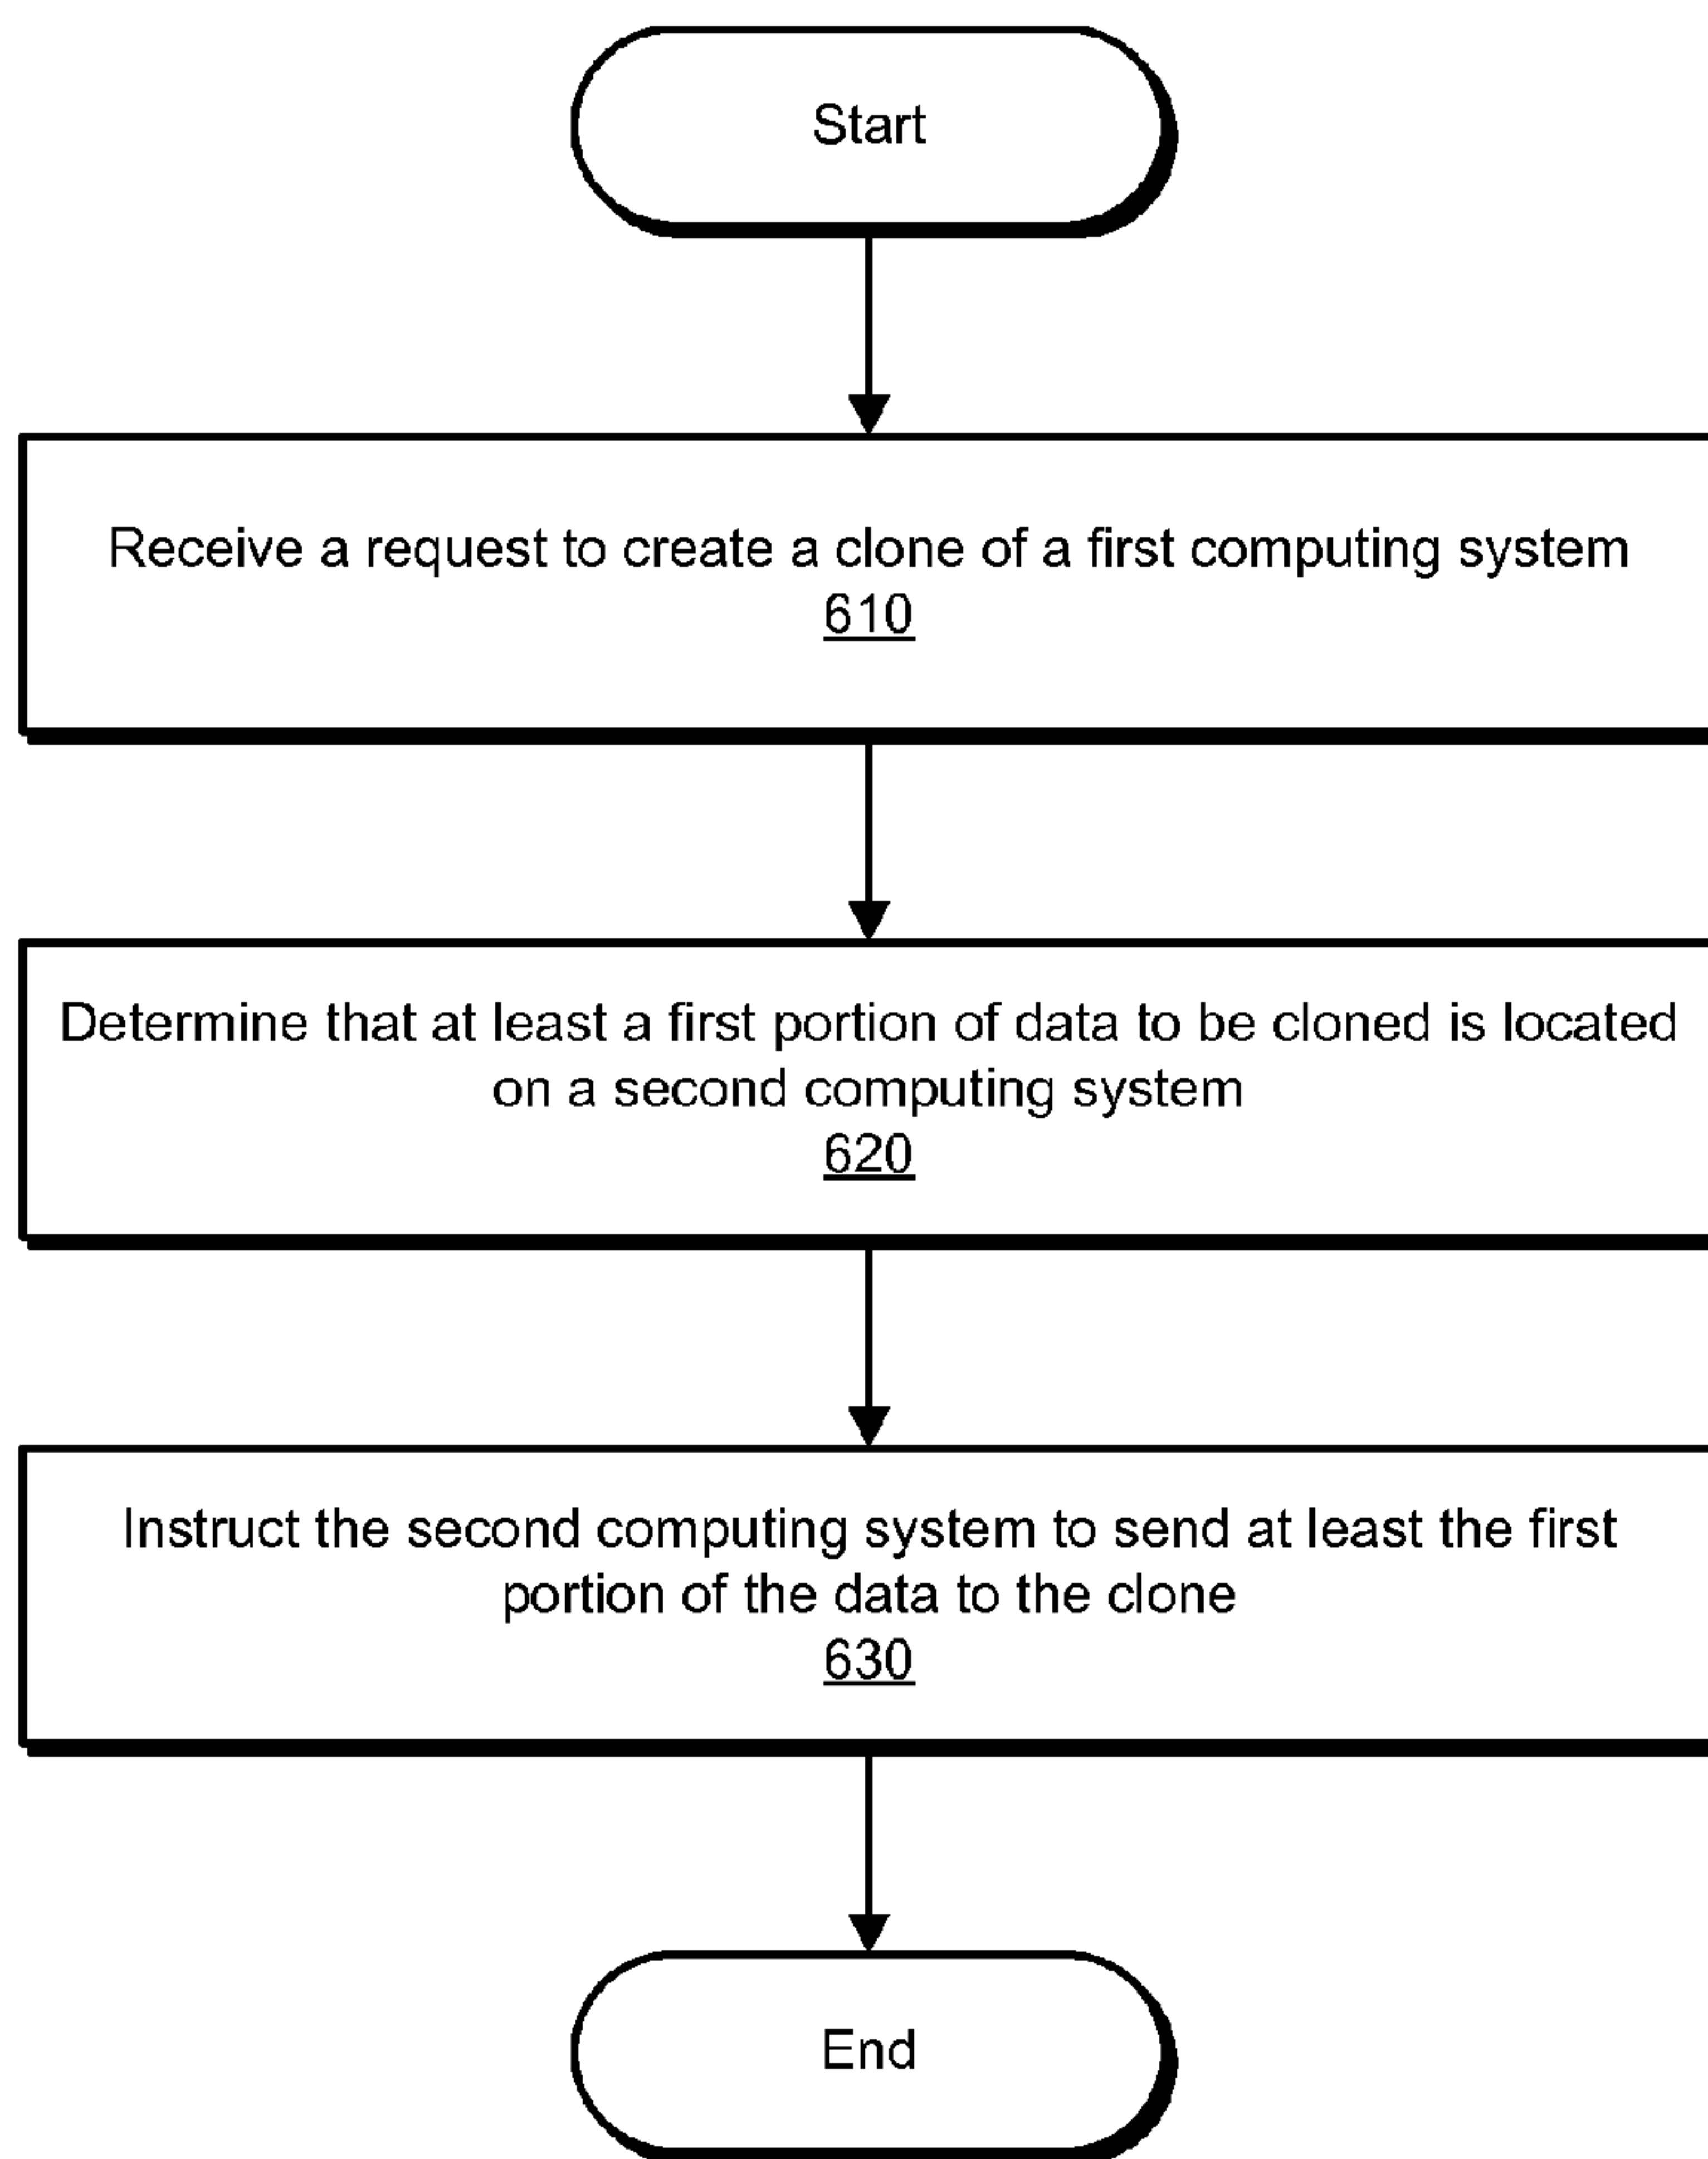 Start
Receive a request to create a clone of a first computing system
610
Determine that at least a first portion of data to be cloned is located
on a second computing system
620
Instruct the second computing system to send at least the first
portion of the data to the clone
630
End